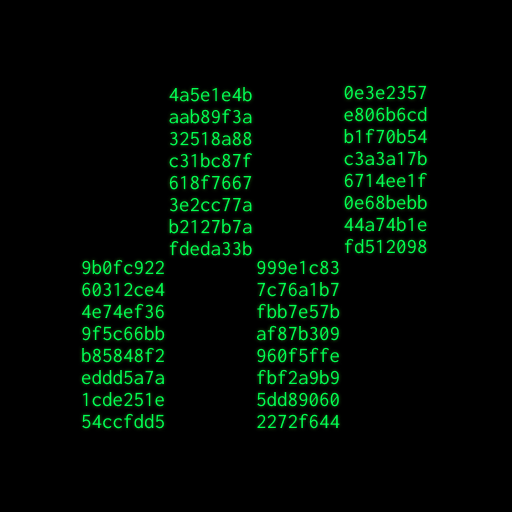 4a5e1e4b
aab89f3a
32518a88
c31bc87f
618f7667
3e2cc77a
b2127b7a
fdeda33b
0e3e2357
e806b6cd
b1f70b54
c3a3a17b
6714ee1f
0e68bebb
44a74b1e
fd512098
9b0fc922
60312ce4
4e74ef36
9f5c66bb
b85848f2
eddd5a7a
1cde251e
54ccfdd5
999e1c83
7c76a1b7
fbb7e57b
af87b309
960f5ffe
fbf2a9b9
5dd89060
2272f644